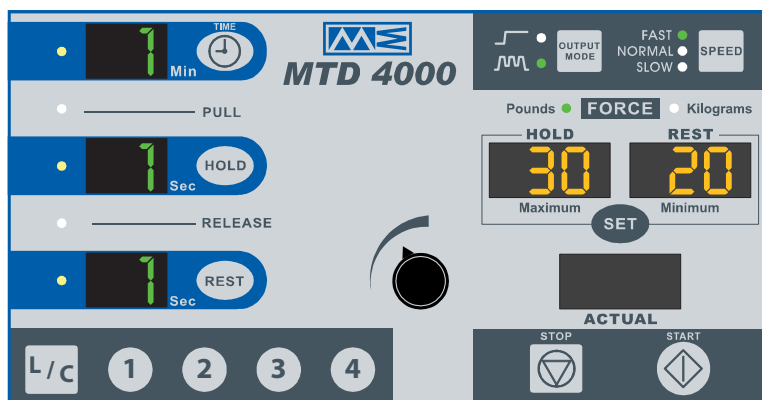 TIME
1
Min
PULL
1
HOLD
Sec
RELEASE
1
REST
Sec
L/C
1
2
3
4
MTD 4000
OUTPUT
MODE
FAST
NORMAL
SLOW
SPEED
Pounds
FORCE
Kilograms
HOLD
REST
30
20
Maximum
Minimum
SET
ACTUAL
STOP
START